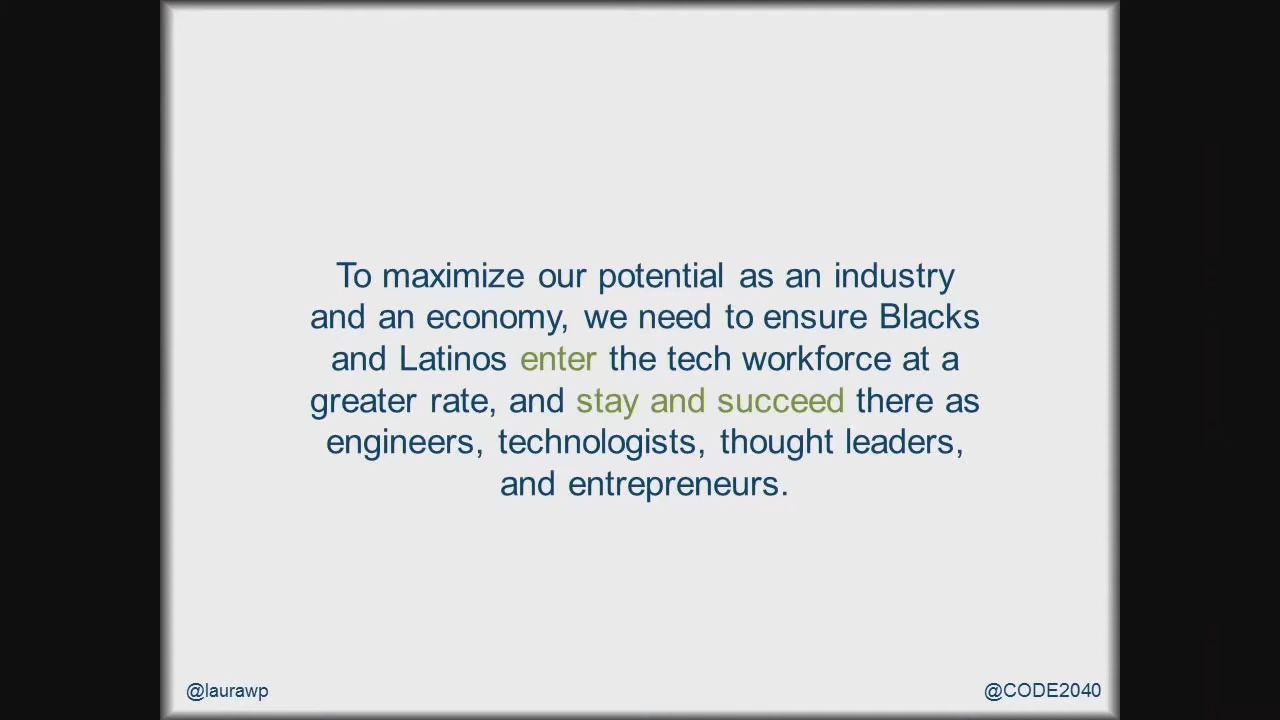 To maximize our potential as an industry
and an economy, we need to ensure Blacks
and Latinos enter the tech workforce at a
greater rate, and stay and succeed there as
engineers, technologists, thought leaders,
and entrepreneurs.
@laurawp
@CODE2040